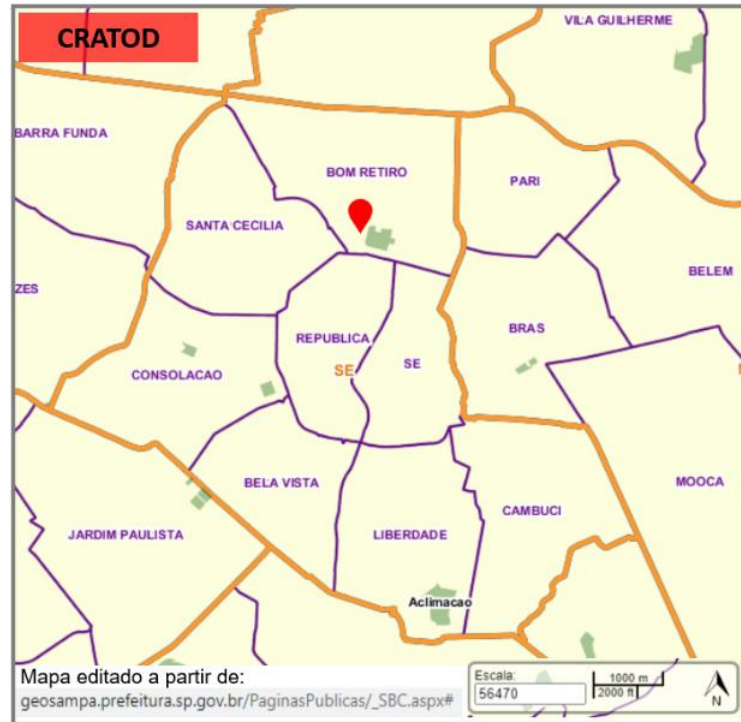 CRATOD
VILA GUILHERME
BARRA FUNDA
BOM RETIRO
PARI
SANTA CECILIA
BELEM
ZES
REPUBLICA
BRAS
SE
SE
CONSOLACAO
BELA VISTA
MOOCA
CAMBUCI
JARDIM PAULISTA
LIBERDADE
Aclimacao
Mapa editado a partir de:
geosampa.prefeitura.sp.gov.br/PaginasPublicas/_SBC.aspx#
Escala:
56470
1000 m
2000 ft
N